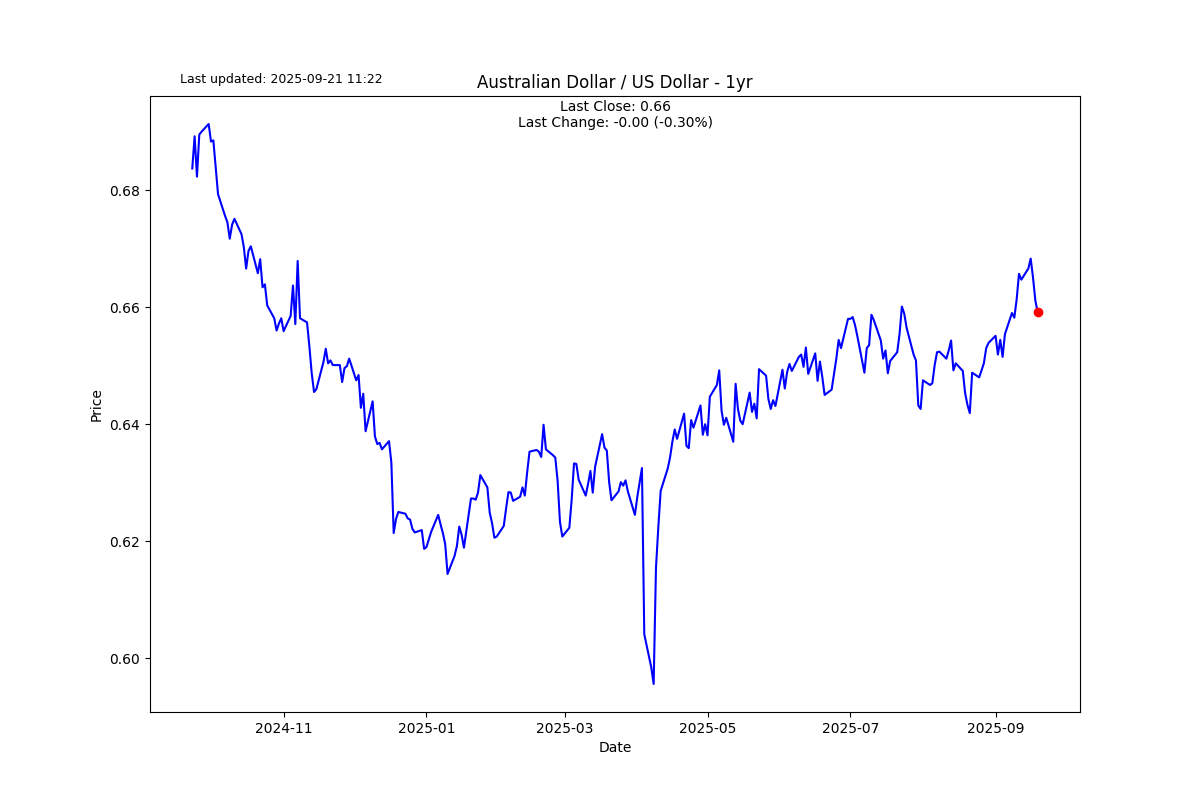 Last updated: 2025-09-21 11:22
Australian Dollar / US Dollar - 1yr
Last Close: 0.66
Last Change: -0.00 (-0.30%)
Price
0.68
0.66
0.64
0.62
0.60
2024-11
2025-01
2025-03
2025-05
2025-07
2025-09
Date